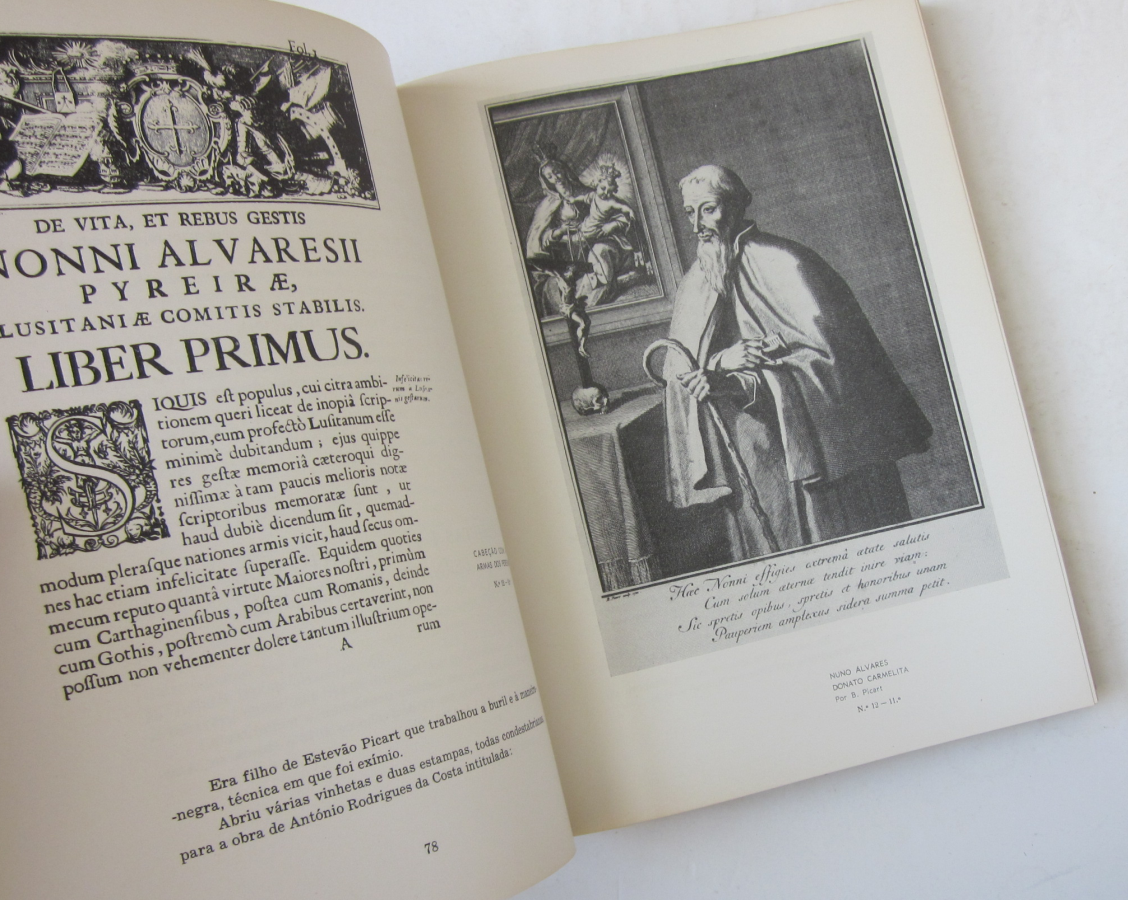 Fol. 1
DE VITA, ET REBUS GESTIS
NONNI ALVARESII
PYREIRÆ,
LUSITANIÆ COMITIS STABILIS.
LIBER PRIMUS.
SIQUIS eſt populus, cui citra ambi-
tionem queri liceat de inopiâ ſcrip-
torum, eum profectò Luſitanum eſſe
minimè dubitandum; ejus quippe
res geſtæ memoriâ cæteroqui dig-
niſſimæ à tam paucis melioris notæ
ſcriptoribus memoratæ ſunt, ut
haud dubiè dicendum ſit, quemad-
modum pleraſque nationes armis vicit, haud ſecus om-
nes hac etiam infelicitate ſuperaſſe. Equidem quoties
mecum reputo quantâ virtute Maiores noſtri, primùm
cum Carthaginenſibus, poſtea cum Romanis, deinde
cum Gothis, poſtremò cum Arabibus certaverint, non
poſſum non vehementer dolere tantum illuſtrium ope-
A
rum
Infelicitas
CABEÇÃO
ARMAS DOS
Era filho de Estevão Picart que trabalhou a buril e à
-negra, técnica em que foi exímio.
Abriu várias vinhetas e duas estampas, todas
para a obra de António Rodrigues da Costa intitulada:
78
Hæc Nonni effigies extremâ ætate salutis
Cum solum æternæ tendit inire viam;
Sic spretis opibus, spretis et honoribus unam
Pauperiem amplexus sidera summa petit.
NUNO ALVARES
DONATO CARMELITA
Por B. Picart
N.º 12 — 11.ª